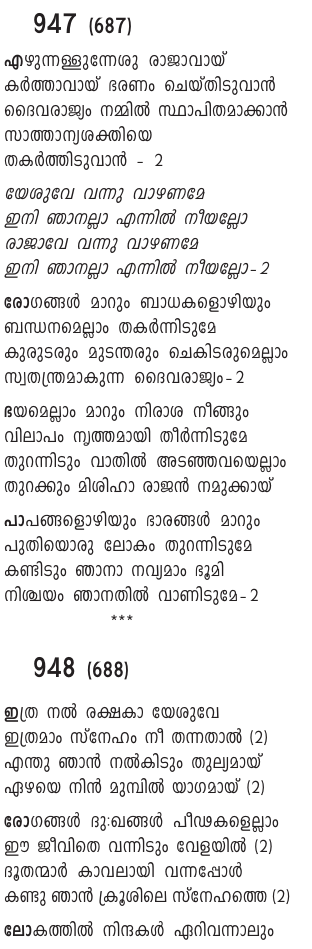 947 (687)
എഴുന്നള്ളുന്നേശു രാജാവായ്
കർത്താവായ് ഭരണം ചെയ്തിടുവാൻ
ദൈവരാജ്യം നമ്മിൽ സ്ഥാപിതമാക്കാൻ
സാത്താന്യശക്തിയെ
തകർത്തിടുവാൻ - 2
യേശുവേ വന്നു വാഴണമേ
ഇനി ഞാനല്ലാ എന്നിൽ നീയല്ലോ
രാജാവേ വന്നു വാഴണമേ
ഇനി ഞാനല്ലാ എന്നിൽ നീയല്ലോ-2
രോഗങ്ങൾ മാറും ബാധകളൊഴിയും
ബന്ധനമെല്ലാം തകർന്നിടുമേ
കുരുടരും മുടന്തരും ചെകിടരുമെല്ലാം
സ്വതന്ത്രമാകുന്ന ദൈവരാജ്യം-2
ഭയമെല്ലാം മാറും നിരാശ നീങ്ങും
വിലാപം നൃത്തമായി തീർന്നിടുമേ
തുറന്നിടും വാതിൽ അടഞ്ഞവയെല്ലാം
തുറക്കും മിശിഹാ രാജൻ നമുക്കായ്
പാപങ്ങളൊഴിയും ഭാരങ്ങൾ മാറും
പുതിയൊരു ലോകം തുറന്നിടുമേ
കണ്ടിടും ഞാനാ നവ്യമാം ഭൂമി
നിശ്ചയം ഞാനതിൽ വാണിടുമേ-2
***
948 (688)
ഇത്ര നൽ രക്ഷകാ യേശുവേ
ഇത്രമാം സ്നേഹം നീ തന്നതാൽ (2)
എന്തു ഞാൻ നൽകിടും തുല്യമായ്
ഏഴയെ നിൻ മുമ്പിൽ യാഗമായ് (2)
രോഗങ്ങൾ ദു:ഖങ്ങൾ പീഢകളെല്ലാം
ഈ ജീവിതെ വന്നിടും വേളയിൽ (2)
ദൂതന്മാർ കാവലായി വന്നപ്പോൾ
കണ്ടു ഞാൻ ക്രൂശിലെ സ്നേഹത്തെ (2)
ലോകത്തിൽ നിന്ദകൾ ഏറിവന്നാലും